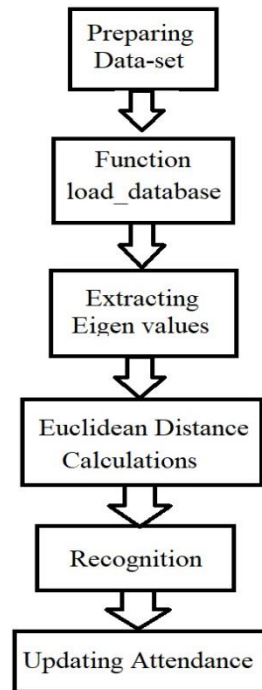 Preparing
Data-set
Function
load_database
Extracting
Eigen values
Euclidean Distance
Calculations
Recognition
Updating Attendance